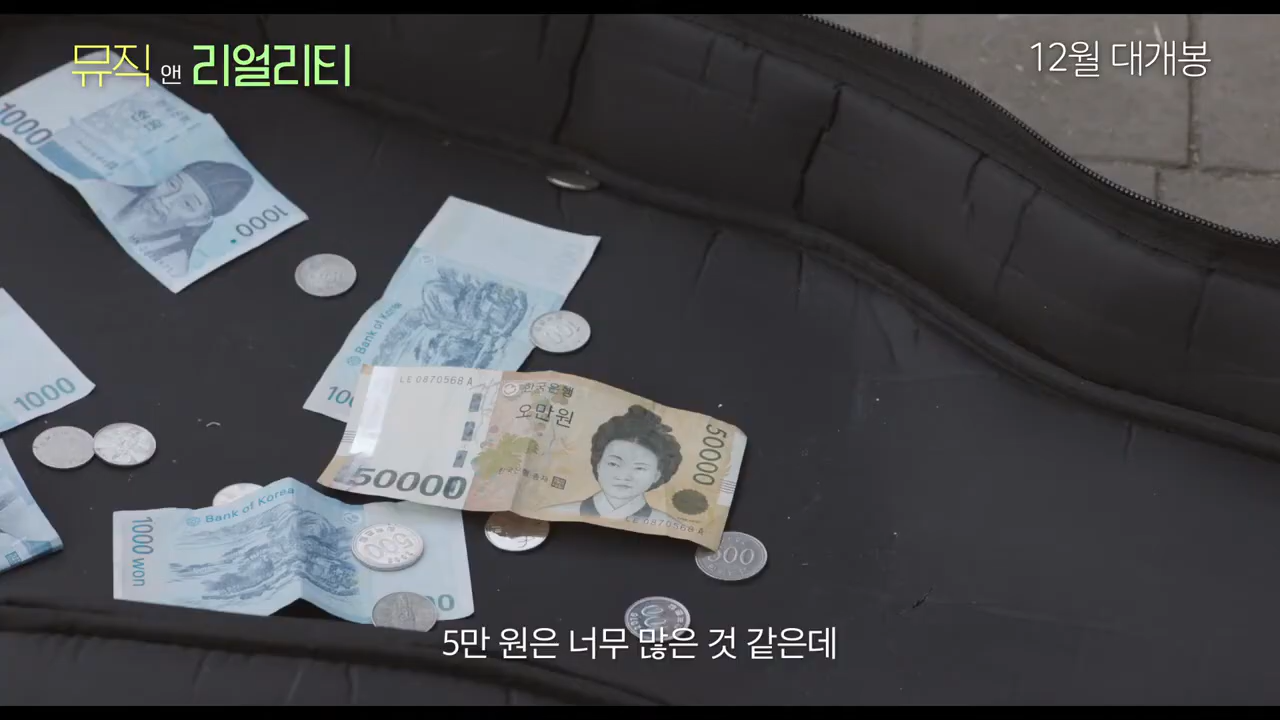 뮤직 앤 리얼리티
12월 대개봉
1000
1000
1000
Bank of Korea
LE 0870568 A
한국은행
오만원
50000
50000
LE 0870568 A
Bank of Korea
1000 won
500
100
500
5만 원은 너무 많은 것 같은데